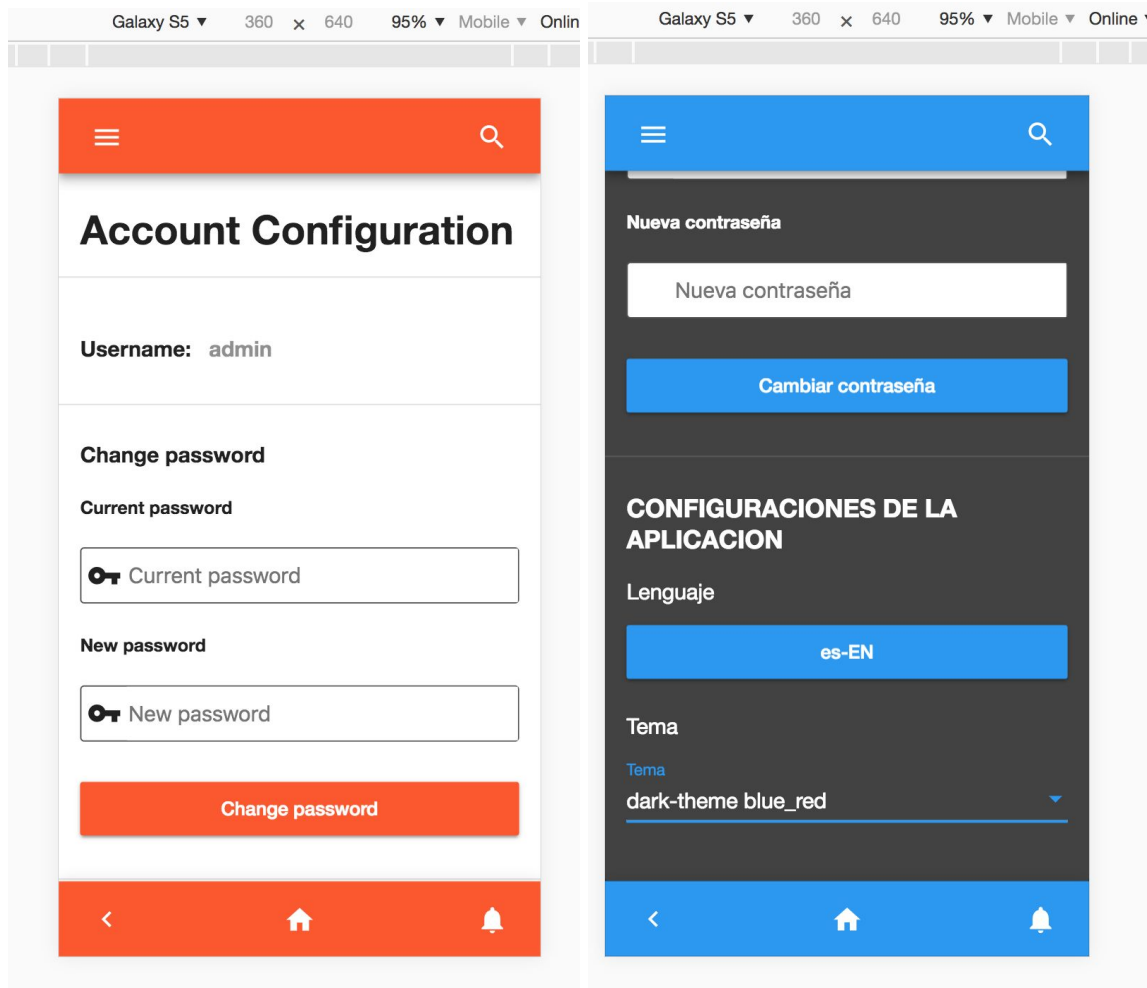 Galaxy S5 ▼ 360 × 640 95% ▼ Mobile ▼ Onlin
Account Configuration
Username: admin
Change password
Current password
Current password
New password
New password
Change password
Galaxy S5 ▼ 360 × 640 95% ▼ Mobile ▼ Online
Nueva contraseña
Nueva contraseña
Cambiar contraseña
CONFIGURACIONES DE LA
APLICACION
Lenguaje
es-EN
Tema
Tema
dark-theme blue_red